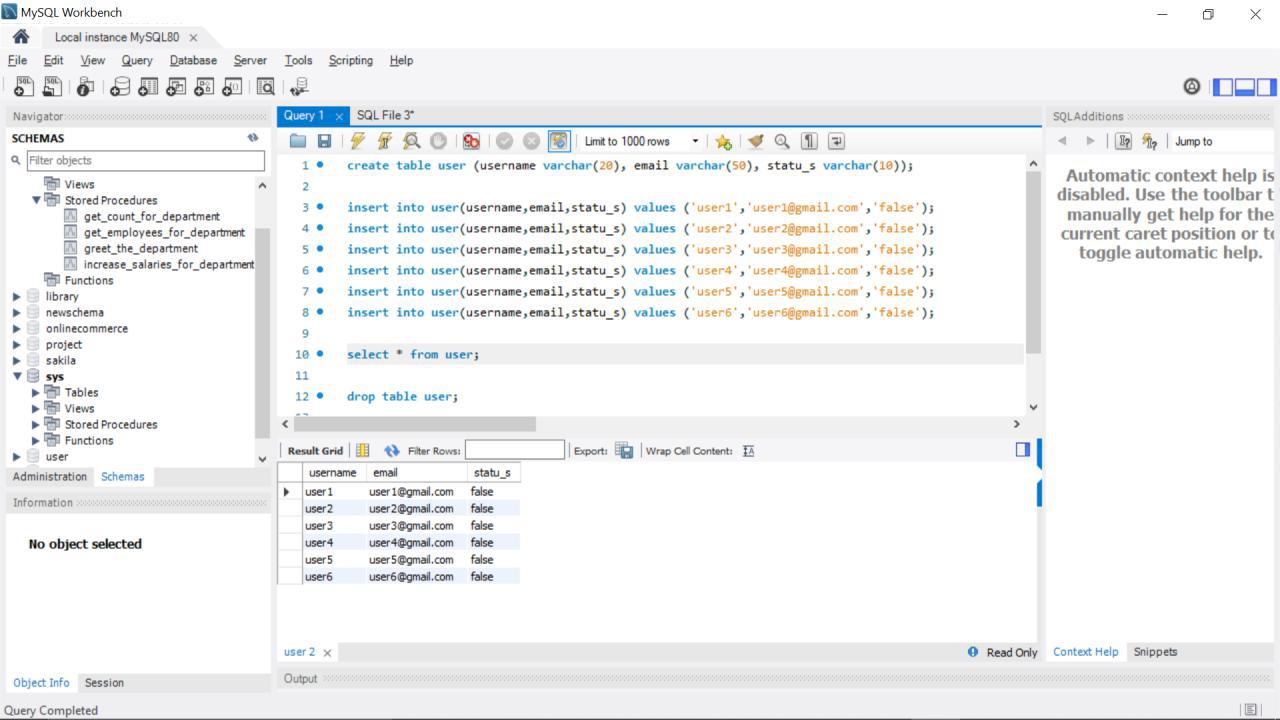 MySQL Workbench
Local instance MySQL80
File Edit View Query Database Server Tools Scripting Help
Navigator
SCHEMAS
Filter objects
Views
Stored Procedures
get_count_for_department
get_employees_for_department
greet_the_department
increase_salaries_for_department
Functions
library
newschema
onlinecommerce
project
sakila
sys
Tables
Views
Stored Procedures
Functions
user
Administration Schemas
Information
No object selected
Object Info Session
Query 1 SQL File 3*
Limit to 1000 rows
1 create table user (username varchar(20), email varchar(50), statu_s varchar(10));
2
3 insert into user(username,email,statu_s) values ('user1','user1@gmail.com','false');
4 insert into user(username,email,statu_s) values ('user2','user2@gmail.com','false');
5 insert into user(username,email,statu_s) values ('user3','user3@gmail.com','false');
6 insert into user(username,email,statu_s) values ('user4','user4@gmail.com','false');
7 insert into user(username,email,statu_s) values ('user5','user5@gmail.com','false');
8 insert into user(username,email,statu_s) values ('user6','user6@gmail.com','false');
9
10 select * from user;
11
12 drop table user;
Result Grid Filter Rows: Export: Wrap Cell Content: IA
username email statu_s
user1 user1@gmail.com false
user2 user2@gmail.com false
user3 user3@gmail.com false
user4 user4@gmail.com false
user5 user5@gmail.com false
user6 user6@gmail.com false
user 2 Read Only
Output
SQLAdditions
Jump to
Automatic context help is
disabled. Use the toolbar t
manually get help for the
current caret position or to
toggle automatic help.
Context Help Snippets
Query Completed